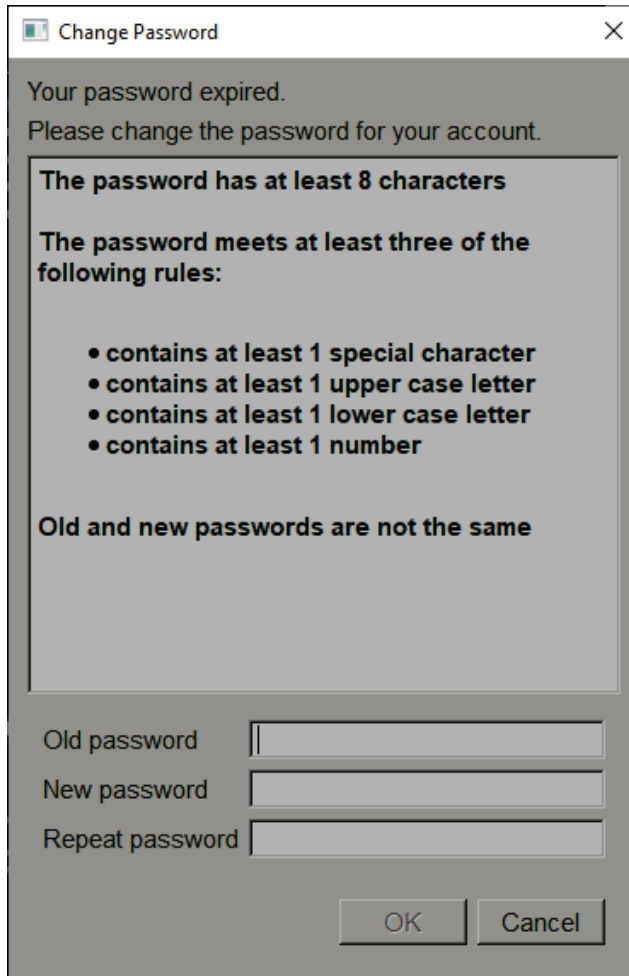 Change Password
Your password expired.
Please change the password for your account.
The password has at least 8 characters
The password meets at least three of the
following rules:
• contains at least 1 special character
• contains at least 1 upper case letter
• contains at least 1 lower case letter
• contains at least 1 number
Old and new passwords are not the same
Old password
New password
Repeat password
OK Cancel